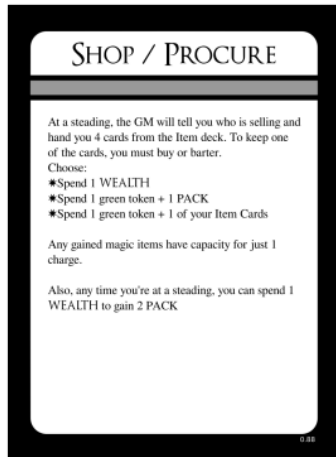 SHOP / PROCURE
At a steading, the GM will tell you who is selling and
hand you 4 cards from the Item deck. To keep one
of the cards, you must buy or barter.
Choose:
✷Spend 1 WEALTH
✷Spend 1 green token + 1 PACK
✷Spend 1 green token + 1 of your Item Cards
Any gained magic items have capacity for just 1
charge.
Also, any time you're at a steading, you can spend 1
WEALTH to gain 2 PACK
0.88